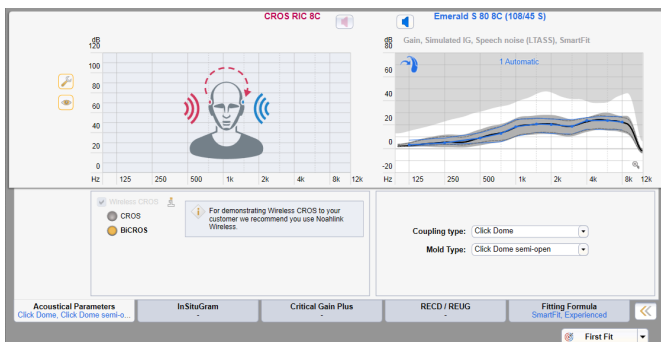 CROS RIC 8C
Emerald S 80 8C (108/45 S)
dB
120
100
80
60
40
20
0
Hz 125 250 500 1k 2k 4k 8k 12k
dB
80
Gain, Simulated IG, Speech noise (LTASS), SmartFit
1 Automatic
60
40
20
0
-20
Hz 125 250 500 1k 2k 4k 8k 12k
Wireless CROS
CROS
BiCROS
For demonstrating Wireless CROS to your
customer we recommend you use Noahlink
Wireless.
Coupling type: Click Dome
Mold Type: Click Dome semi-open
Acoustical Parameters
Click Dome, Click Dome semi-o...
InSituGram
-
Critical Gain Plus
-
RECD / REUG
-
Fitting Formula
SmartFit, Experienced
First Fit